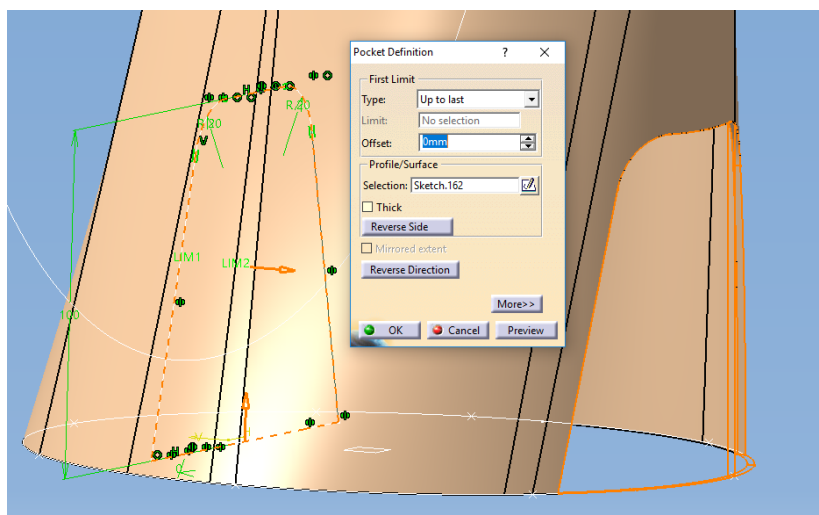 Pocket Definition ? ×
First Limit
Type: Up to last
Limit: No selection
Offset: 0mm
Profile/Surface
Selection: Sketch.162
Thick
Reverse Side
Mirrored extent
Reverse Direction
More>>
OK Cancel Preview
H
R 20
R 20
V
LIM1
LIM2
100
H